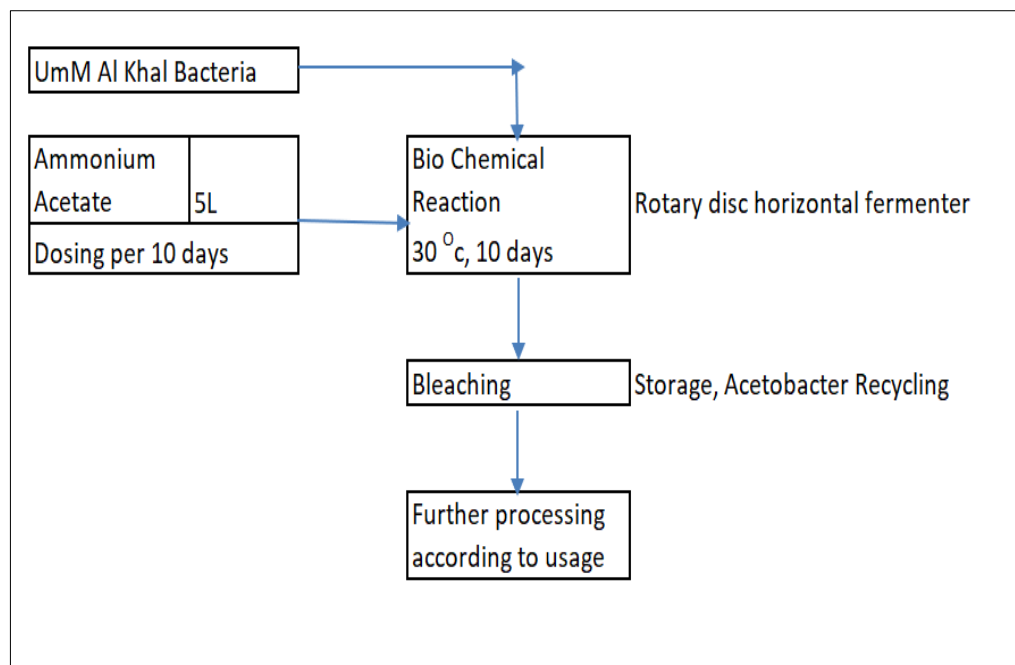 UmM Al Khal Bacteria
Ammonium
Acetate 5L
Dosing per 10 days
Bio Chemical
Reaction
30 ᴼc, 10 days
Rotary disc horizontal fermenter
Bleaching
Storage, Acetobacter Recycling
Further processing
according to usage